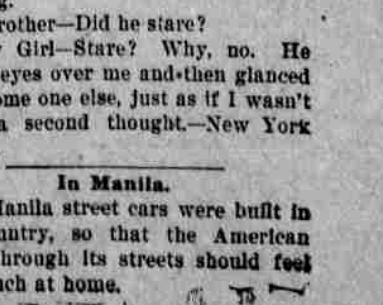 rother—Did he stare?
Girl—Stare? Why, no. He
eyes over me and then glanced
ome one else, just as if I wasn't
a second thought.—New York
In Manila.
Manila street cars were built in
untry, so that the American
hrough its streets should feel
uch at home.